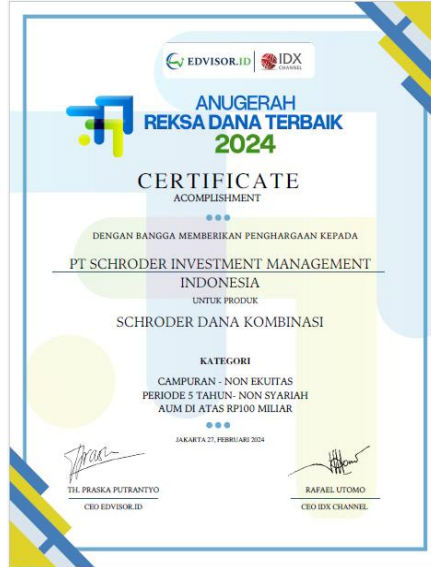 EDVISOR.ID IDX
CHANNEL
ANUGERAH
REKSA DANA TERBAIK
2024
CERTIFICATE
ACOMPLISHMENT
DENGAN BANGGA MEMBERIKAN PENGHARGAAN KEPADA
PT SCHRODER INVESTMENT MANAGEMENT
INDONESIA
UNTUK PRODUK
SCHRODER DANA KOMBINASI
KATEGORI
CAMPURAN - NON EKUITAS
PERIODE 5 TAHUN- NON SYARIAH
AUM DI ATAS RP100 MILIAR
JAKARTA 27, FEBRUARI 2024
TH. PRASKA PUTRANTYO RAFAEL UTOMO
CEO EDVISOR.ID CEO IDX CHANNEL